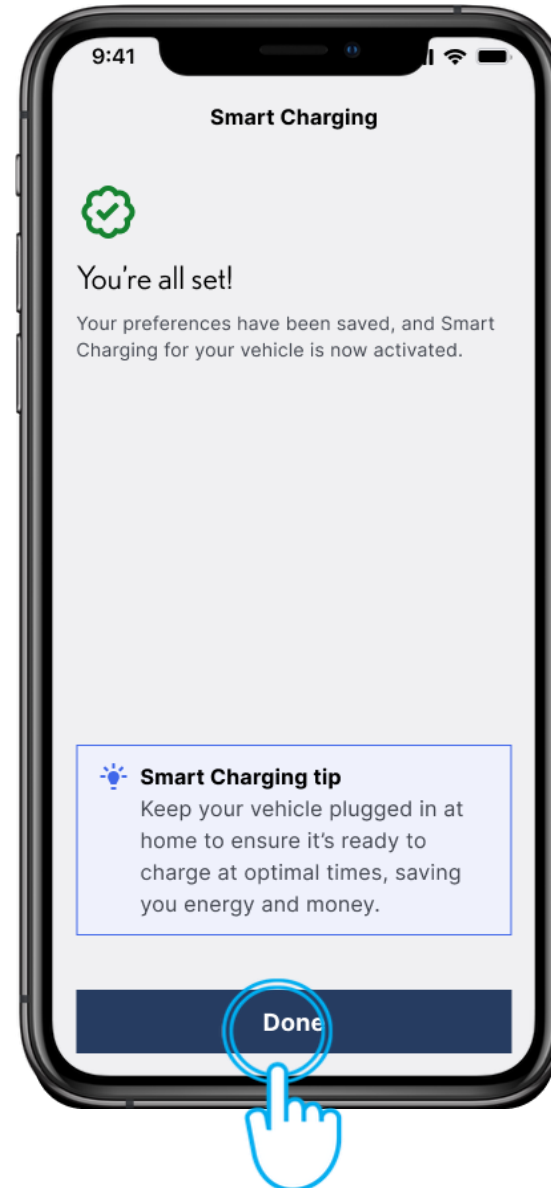 9:41
Smart Charging
You're all set!
Your preferences have been saved, and Smart
Charging for your vehicle is now activated.
Smart Charging tip
Keep your vehicle plugged in at
home to ensure it’s ready to
charge at optimal times, saving
you energy and money.
Done